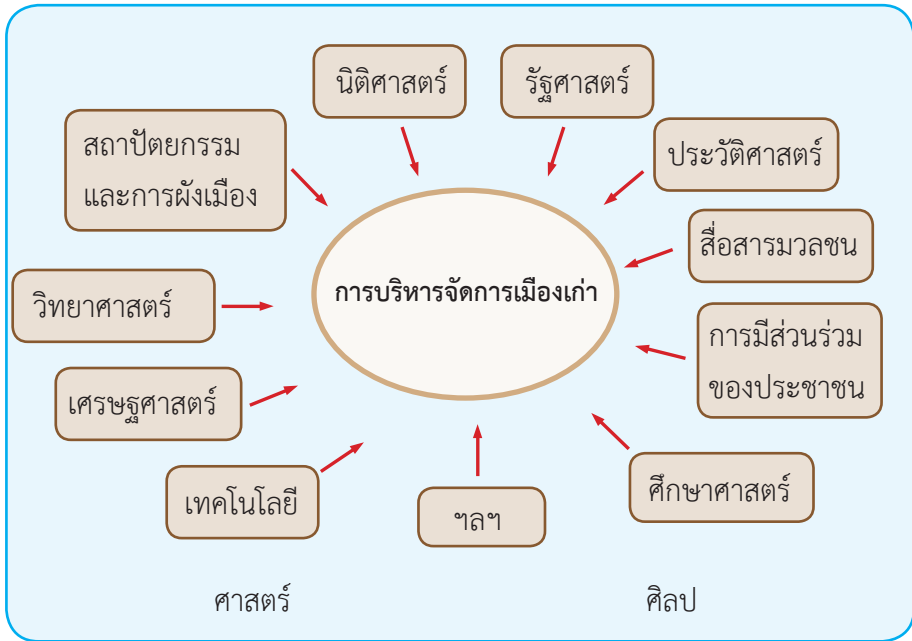 นิติศาสตร์
รัฐศาสตร์
สถาปัตยกรรม
และการผังเมือง
ประวัติศาสตร์
สื่อสารมวลชน
การบริหารจัดการเมืองเก่า
วิทยาศาสตร์
การมีส่วนร่วม
ของประชาชน
เศรษฐศาสตร์
เทคโนโลยี
ฯลฯ
ศึกษาศาสตร์
ศาสตร์
ศิลป